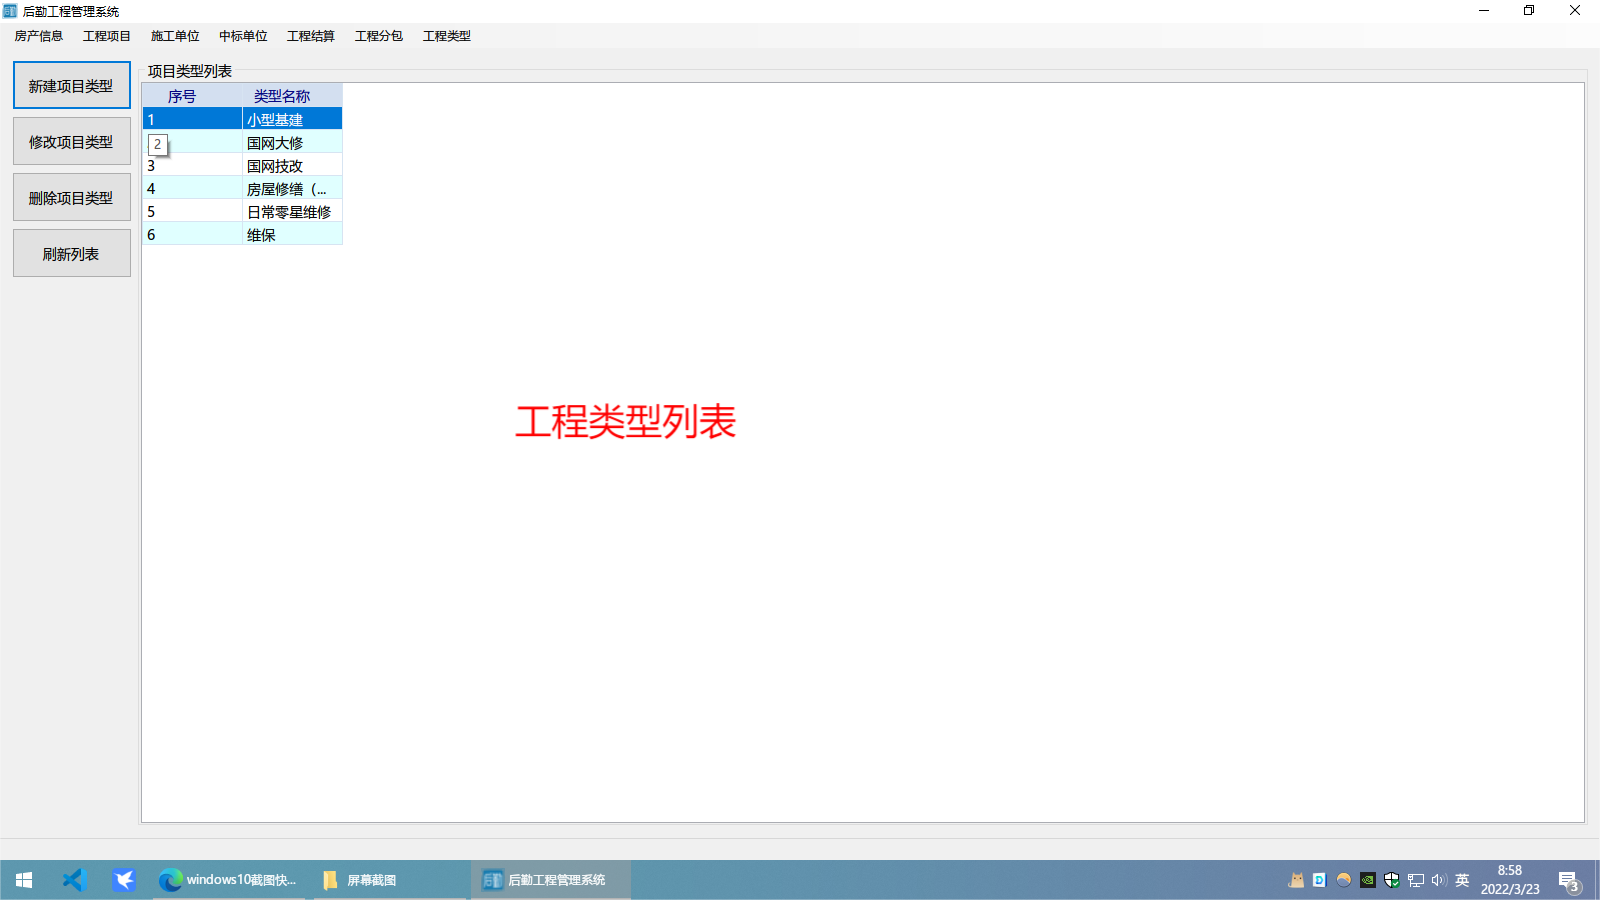 后勤工程管理系统
房产信息 工程项目 施工单位 中标单位 工程结算 工程分包 工程类型
新建项目类型
修改项目类型
删除项目类型
刷新列表
项目类型列表
序号 类型名称
1 小型基建
2 国网大修
3 国网技改
4 房屋修缮（...
5 日常零星维修
6 维保
工程类型列表
windows10截图快... 屏幕截图 后勤工程管理系统
D
英
8:58
2022/3/23
3